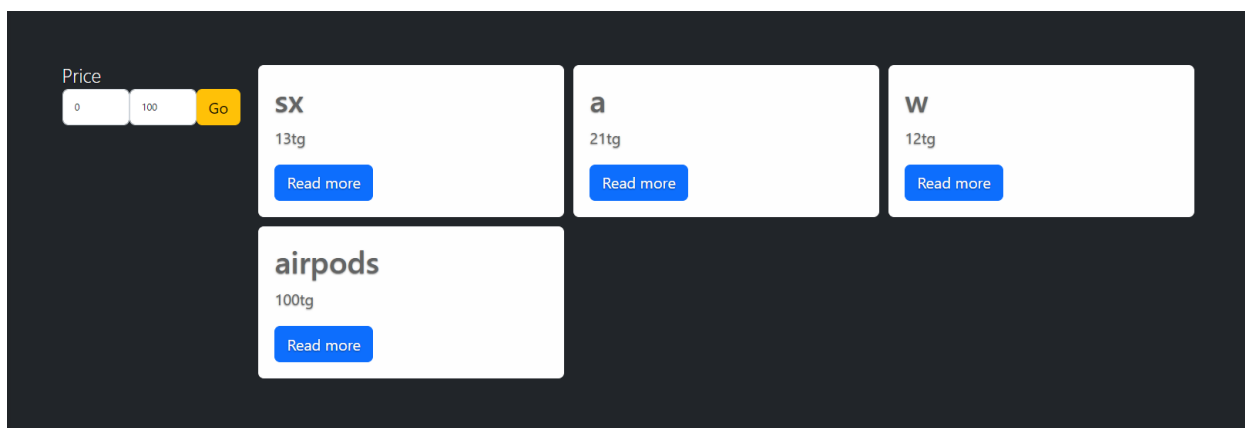 Price
0 100 Go
sx
13tg
Read more
a
21tg
Read more
w
12tg
Read more
airpods
100tg
Read more